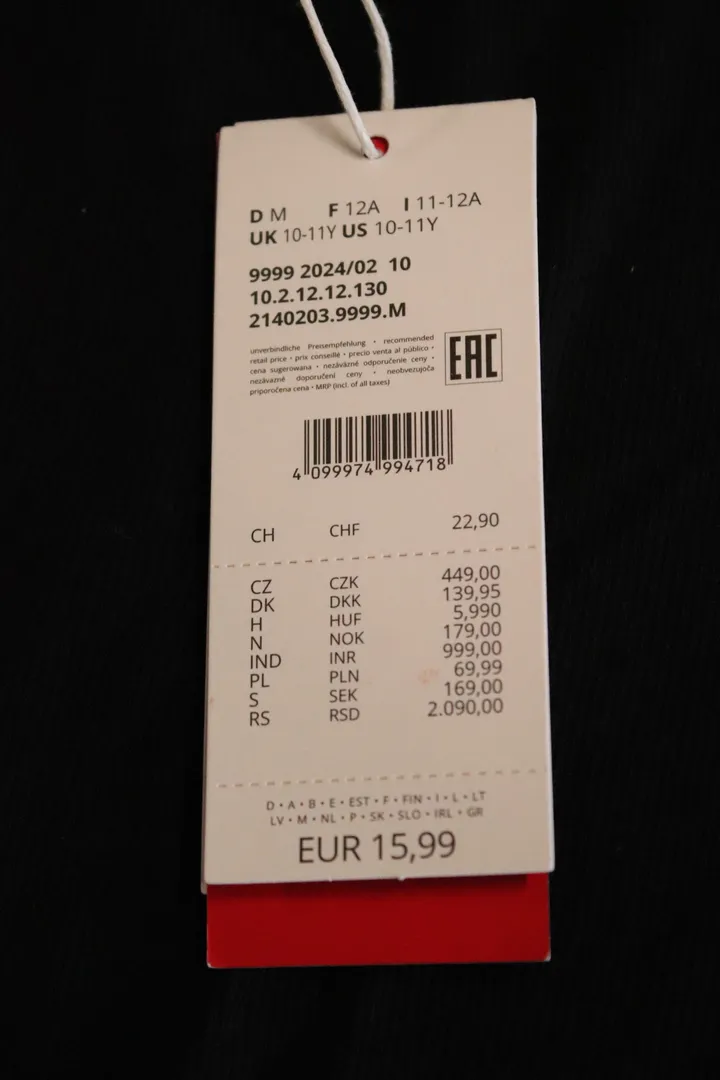 D M F 12A I 11-12A
UK 10-11Y US 10-11Y
9999 2024/02 10
10.2.12.12.130
2140203.9999.M
unverbindliche Preisempfehlung • recommended
retail price • prix conseillé • precio venta al público •
cena sugerowana • nezáväzné odporučenie ceny •
nezávazné doporučení ceny • neobvezujoča
priporočena cena • MRP (incl. of all taxes)
EAC
4 099974 994718
CH CHF 22,90
CZ CZK 449,00
DK DKK 139,95
H HUF 5,990
N NOK 179,00
IND INR 999,00
PL PLN 69,99
S SEK 169,00
RS RSD 2.090,00
D • A • B • E • EST • F • FIN • I • L • LT
LV • M • NL • P • SK • SLO • IRL • GR
EUR 15,99